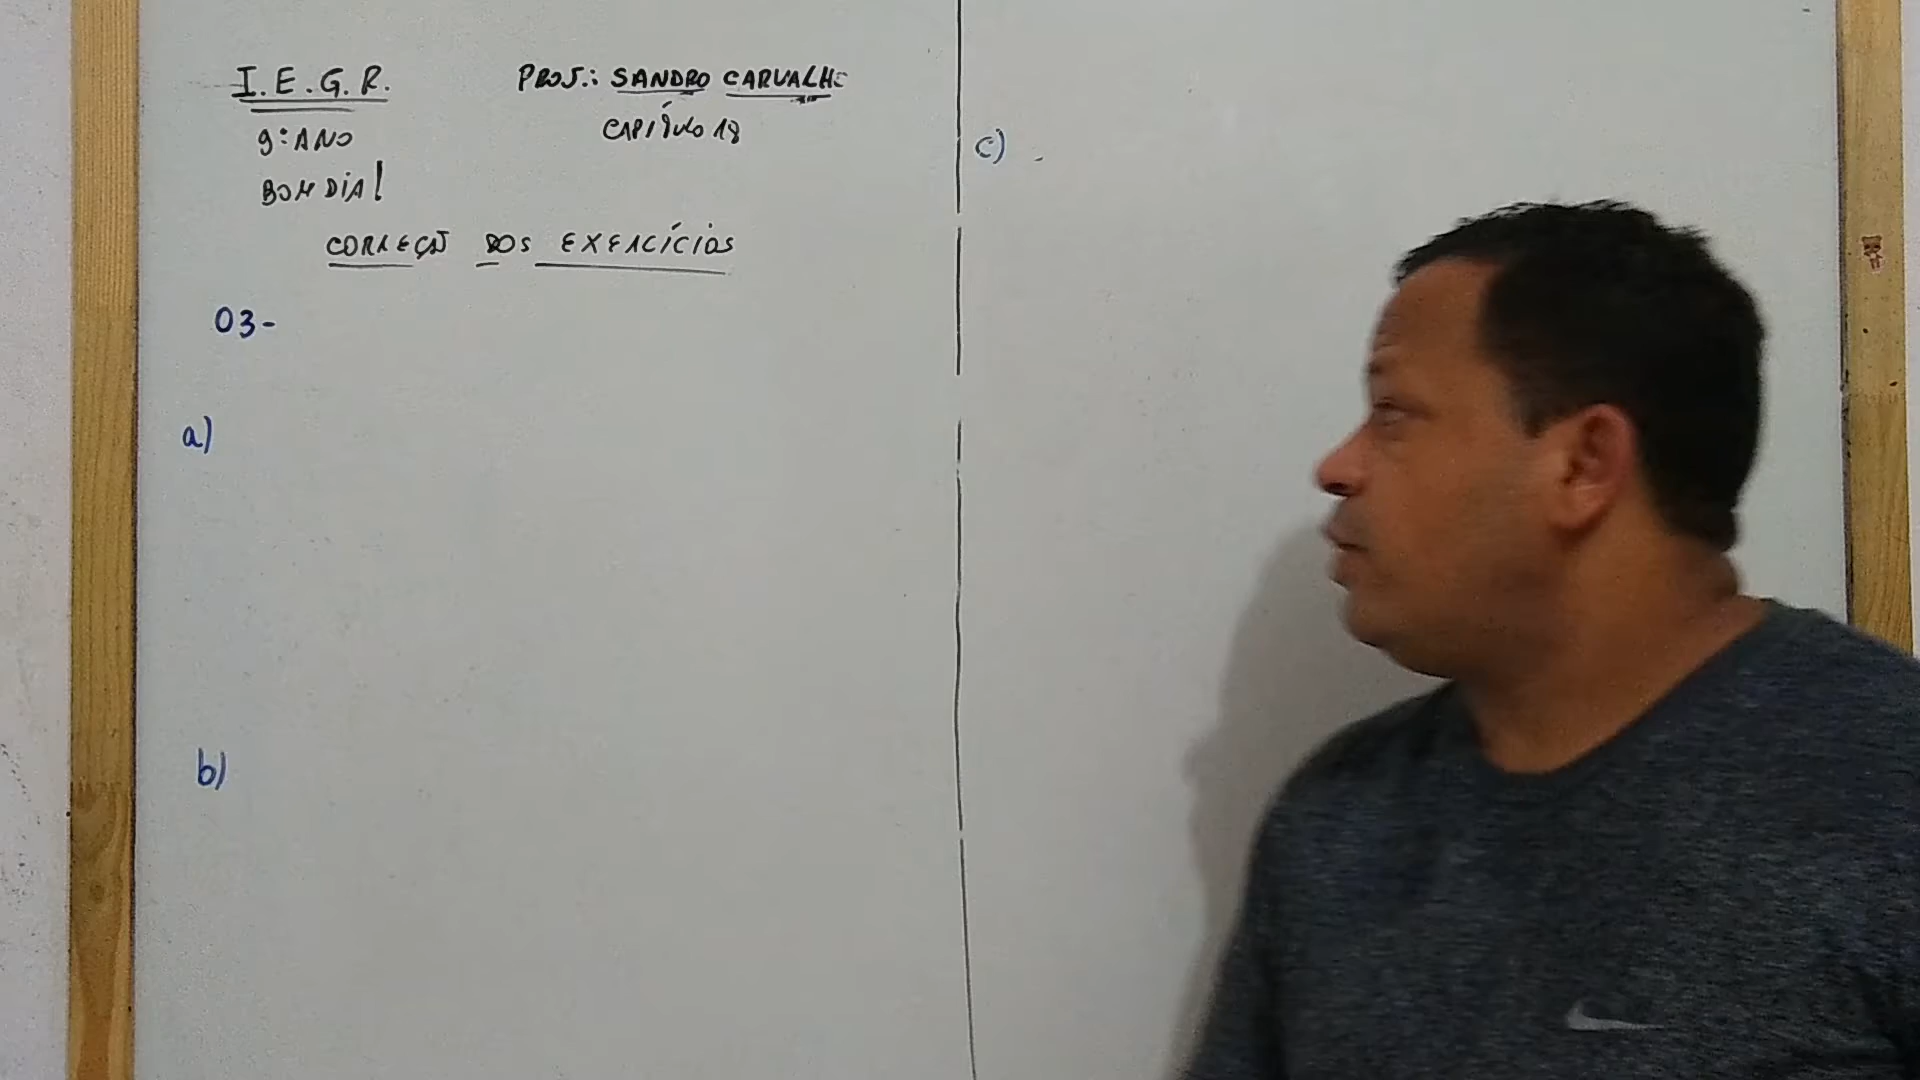 I.E.G.R.
PROF.: SANDRO CARVALHO
9º ANO
CAPÍTULO 18
BOM DIA!
CORREÇÃO DOS EXERCÍCIOS
03-
a)
b)
c)